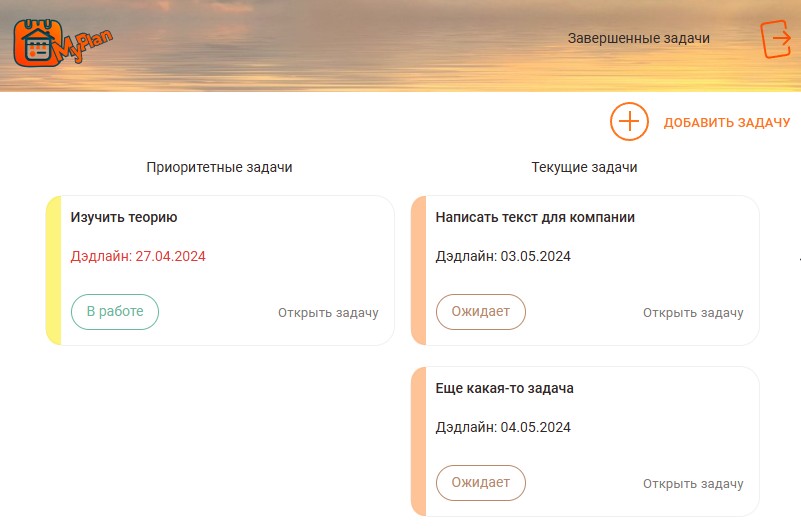 MyPlan
Завершенные задачи
ДОБАВИТЬ ЗАДАЧУ
Приоритетные задачи
Изучить теорию
Дэдлайн: 27.04.2024
В работе
Открыть задачу
Текущие задачи
Написать текст для компании
Дэдлайн: 03.05.2024
Ожидает
Открыть задачу
Еще какая-то задача
Дэдлайн: 04.05.2024
Ожидает
Открыть задачу